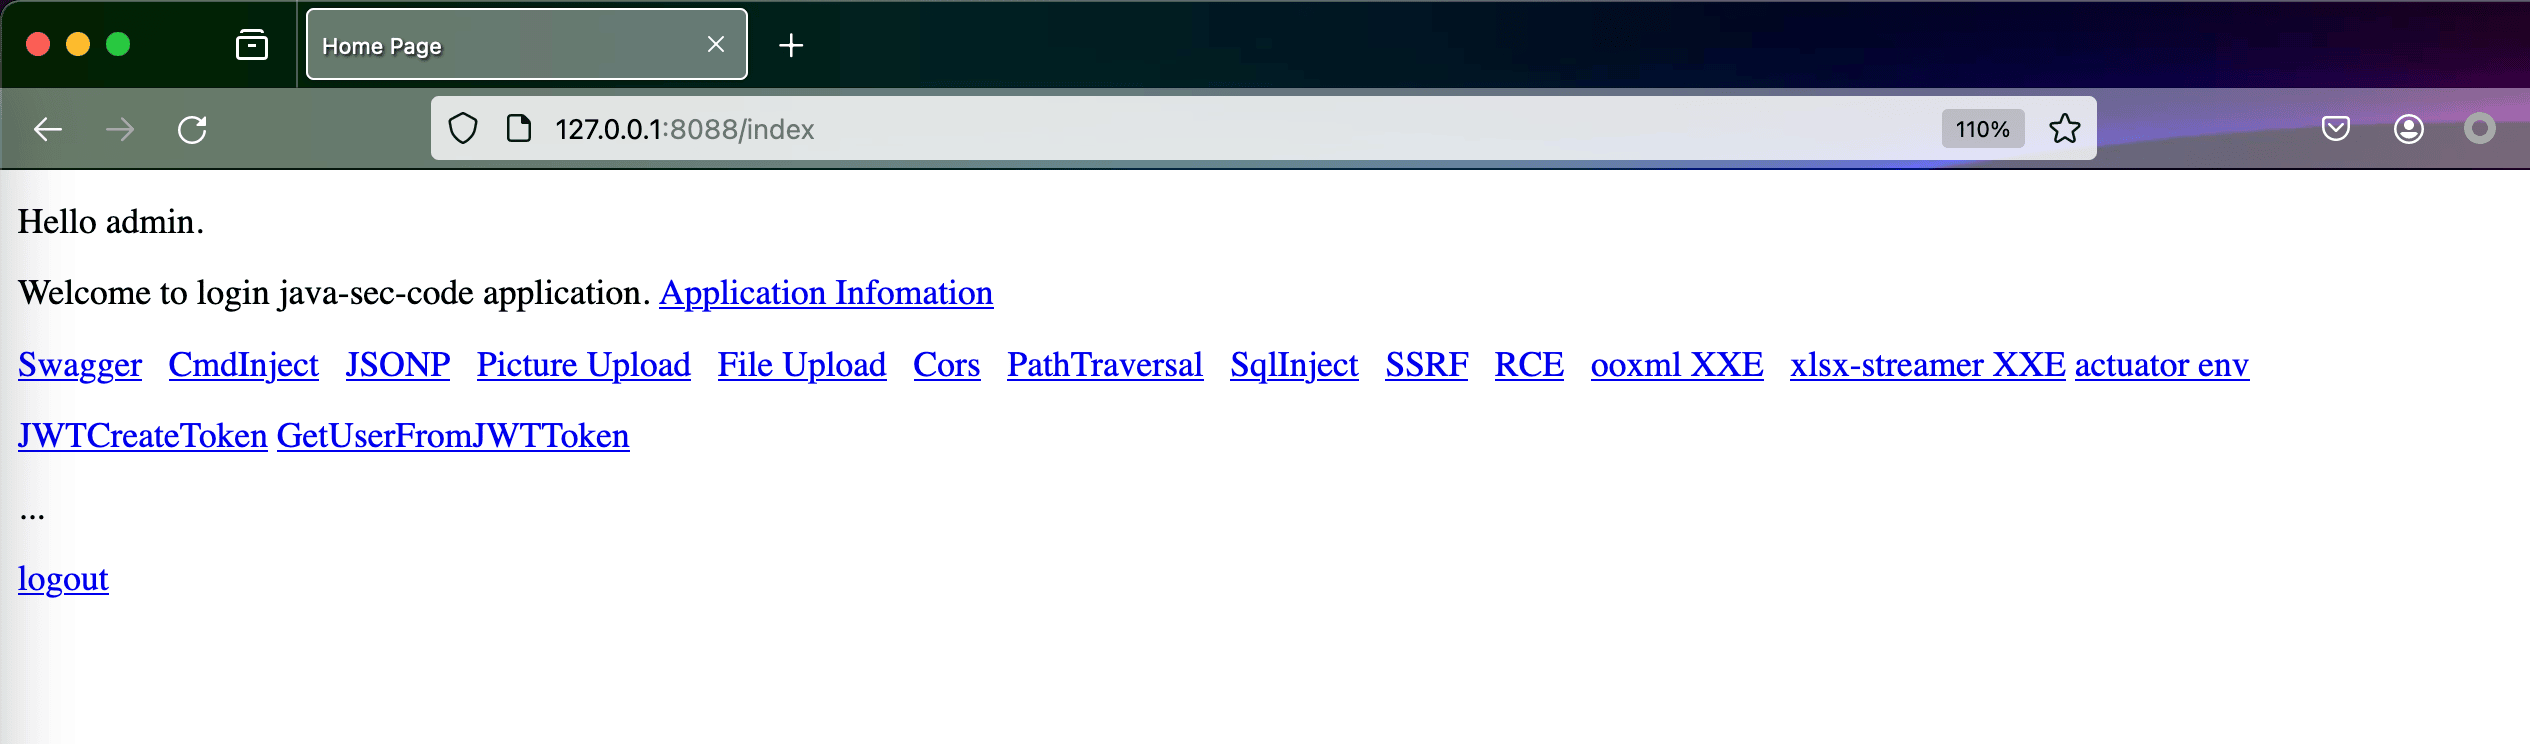 Home Page
127.0.0.1:8088/index
110%
Hello admin.
Welcome to login java-sec-code application. Application Infomation
Swagger CmdInject JSONP Picture Upload File Upload Cors PathTraversal SqlInject SSRF RCE ooxml XXE xlsx-streamer XXE actuator env
JWTCreateToken GetUserFromJWTToken
...
logout